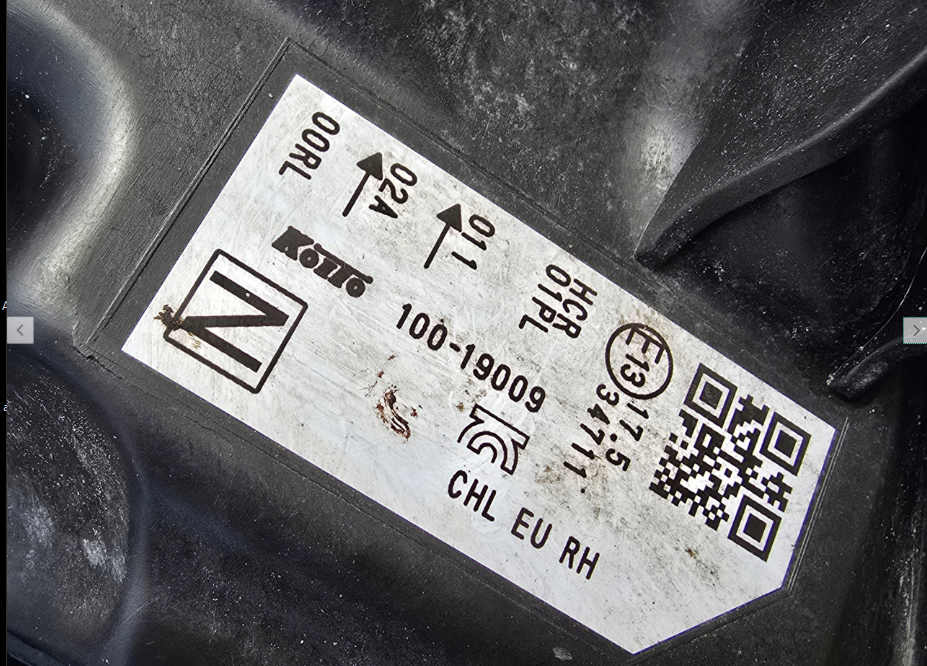 00RL
02A
011
HCR
01PL
E13
17.5
34711
Koito
100-19009
N
CHL EU RH